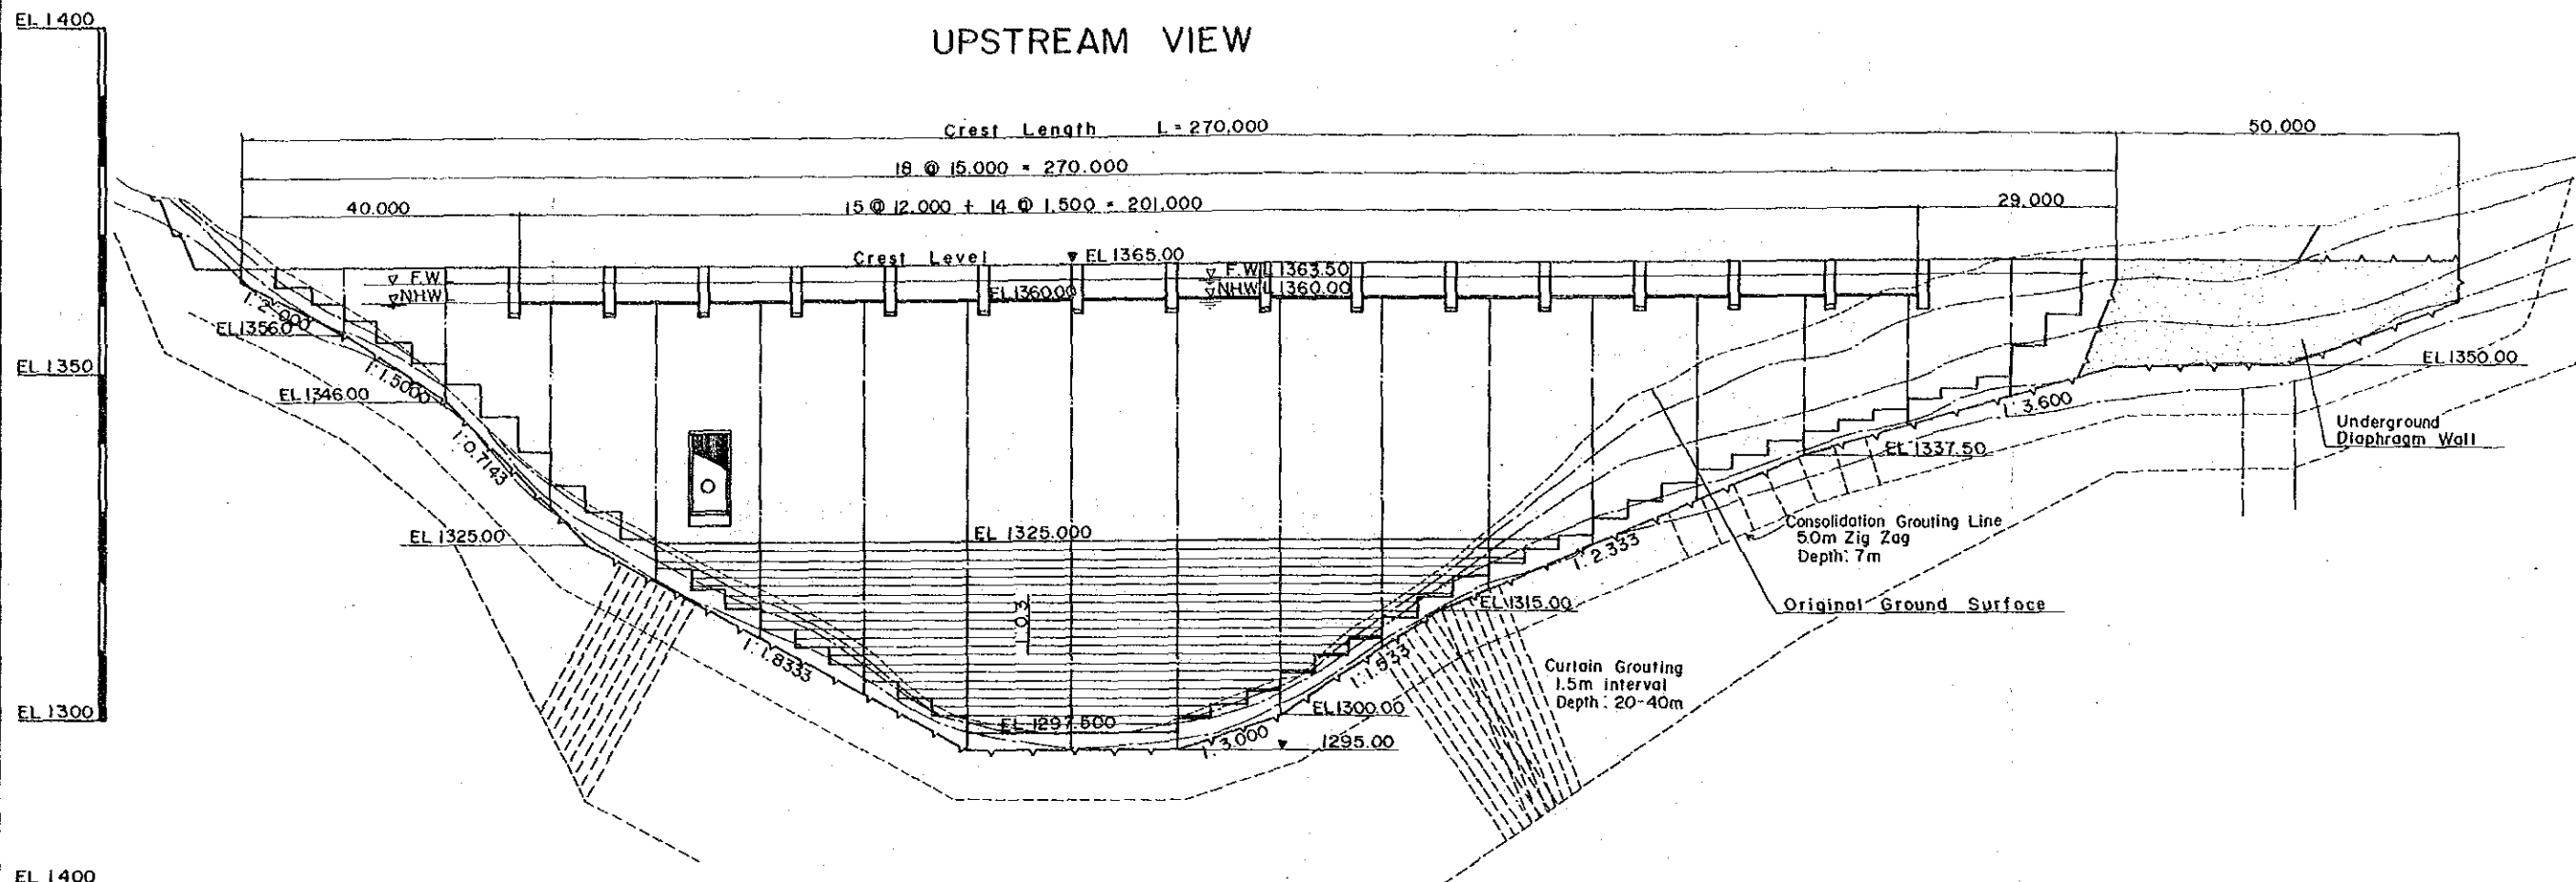 EL 1400
UPSTREAM VIEW
Crest Length L = 270.000
50.000
18 @ 15.000 = 270.000
40.000
15 @ 12.000 + 14 @ 1.500 = 201.000
29.000
Crest Level
EL 1365.00
F.W
F.W.L 1363.50
NHW
EL 1360.00
NHW L 1360.00
1:2.000
EL 1356.0
EL 1350
1:1.5000
EL 1350.00
EL 1346.00
1:3.600
Underground
Diaphragm Wall
1:0.7143
EL 1337.50
EL 1325.00
EL 1325.000
Consolidation Grouting Line
5.0m Zig Zag
Depth: 7m
1:2.333
1:0.3
EL 1315.00
Original Ground Surface
1:1.8333
1:1.533
Curtain Grouting
1.5m interval
Depth: 20-40m
EL 1300
EL 1297.500
EL 1300.00
1:3.000
1295.00
EL 1400